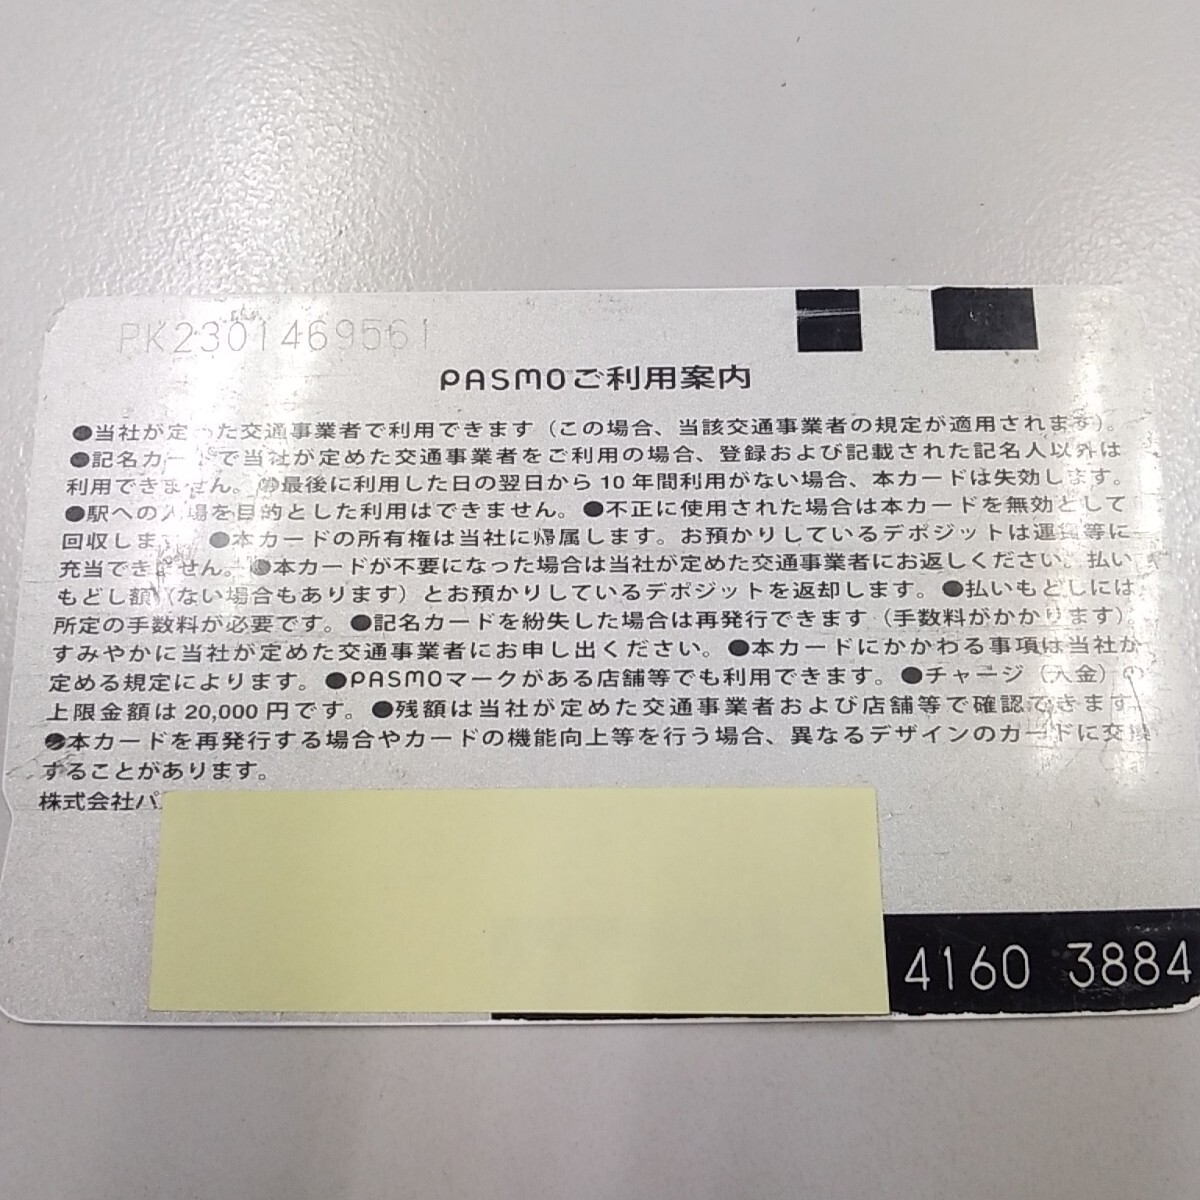 PK2301469561
PASMOご利用案内
●当社が定めた交通事業者で利用できます（この場合、当該交通事業者の規定が適用されます）。
●記名カードで当社が定めた交通事業者をご利用の場合、登録および記載された記名人以外は
利用できません。●最後に利用した日の翌日から10年間利用がない場合、本カードは失効します。
●駅への入場を目的とした利用はできません。●不正に使用された場合は本カードを無効として
回収します。●本カードの所有権は当社に帰属します。お預かりしているデポジットは運賃等に
充当できません。●本カードが不要になった場合は当社が定めた交通事業者にお返しください。払い
もどし額（ない場合もあります）とお預かりしているデポジットを返却します。●払いもどしには
所定の手数料が必要です。●記名カードを紛失した場合は再発行できます（手数料がかかります）。
すみやかに当社が定めた交通事業者にお申し出ください。●本カードにかかわる事項は当社が
定める規定によります。●PASMOマークがある店舗等でも利用できます。●チャージ（入金）の
上限金額は20,000円です。●残額は当社が定めた交通事業者および店舗等で確認できます。
●本カードを再発行する場合やカードの機能向上等を行う場合、異なるデザインのカードに交換
することがあります。
株式会社パ
4160 3884